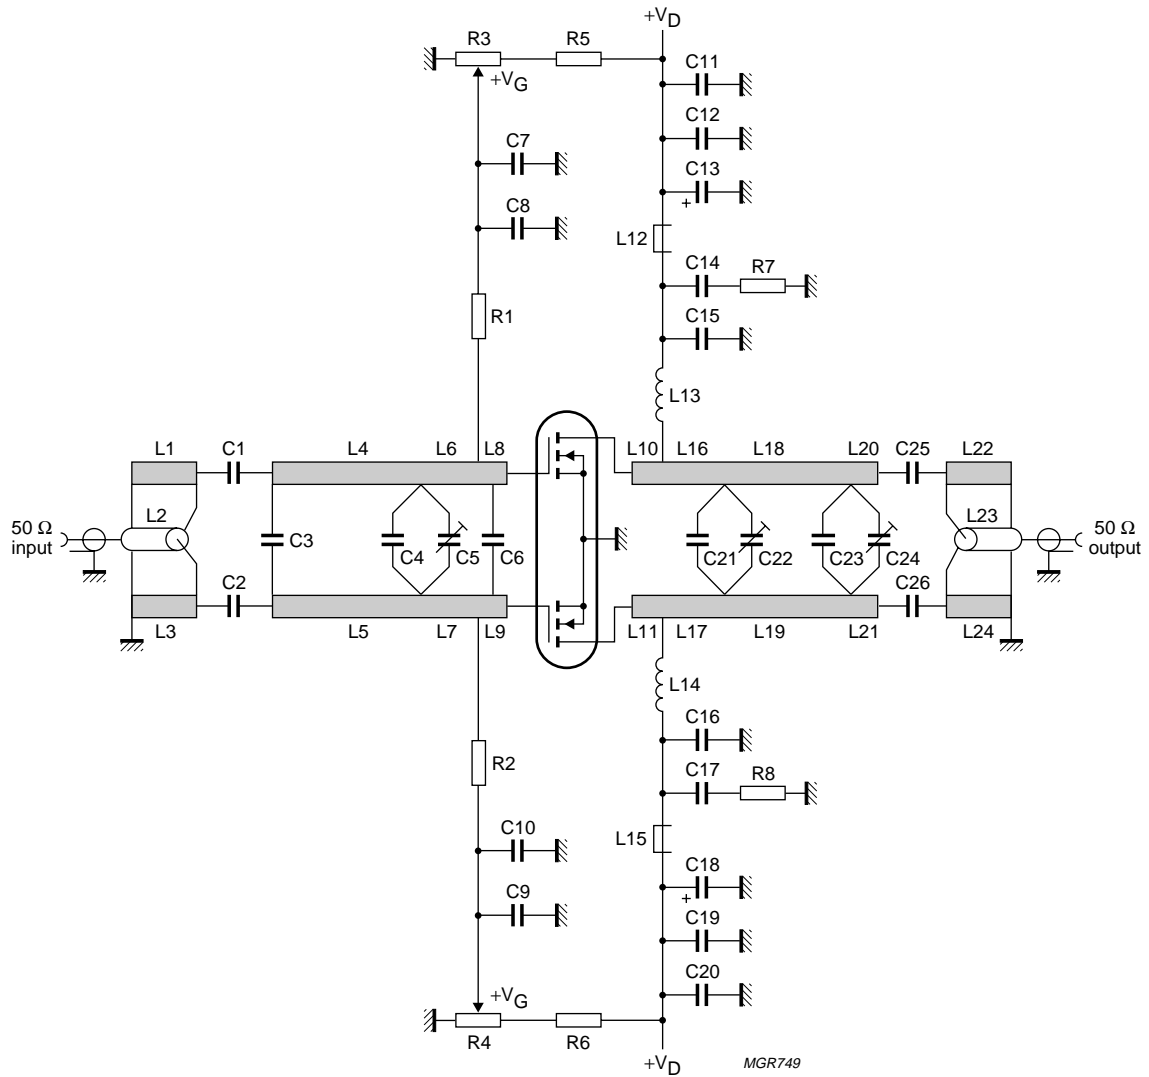 +VD
R3
R5
+VG
C11
C12
C7
C13
+
C8
L12
C14
R7
R1
C15
L13
L1
C1
L4
L6
L8
L10
L16
L18
L20
C25
L22
50 Ω
input
L2
C3
C4
C5
C6
C21
C22
C23
C24
L23
50 Ω
output
C2
C26
L3
L5
L7
L9
L11
L17
L19
L21
L24
L14
C16
R2
C17
R8
C10
L15
C18
+
C9
C19
C20
+VG
R4
R6
+VD
MGR749